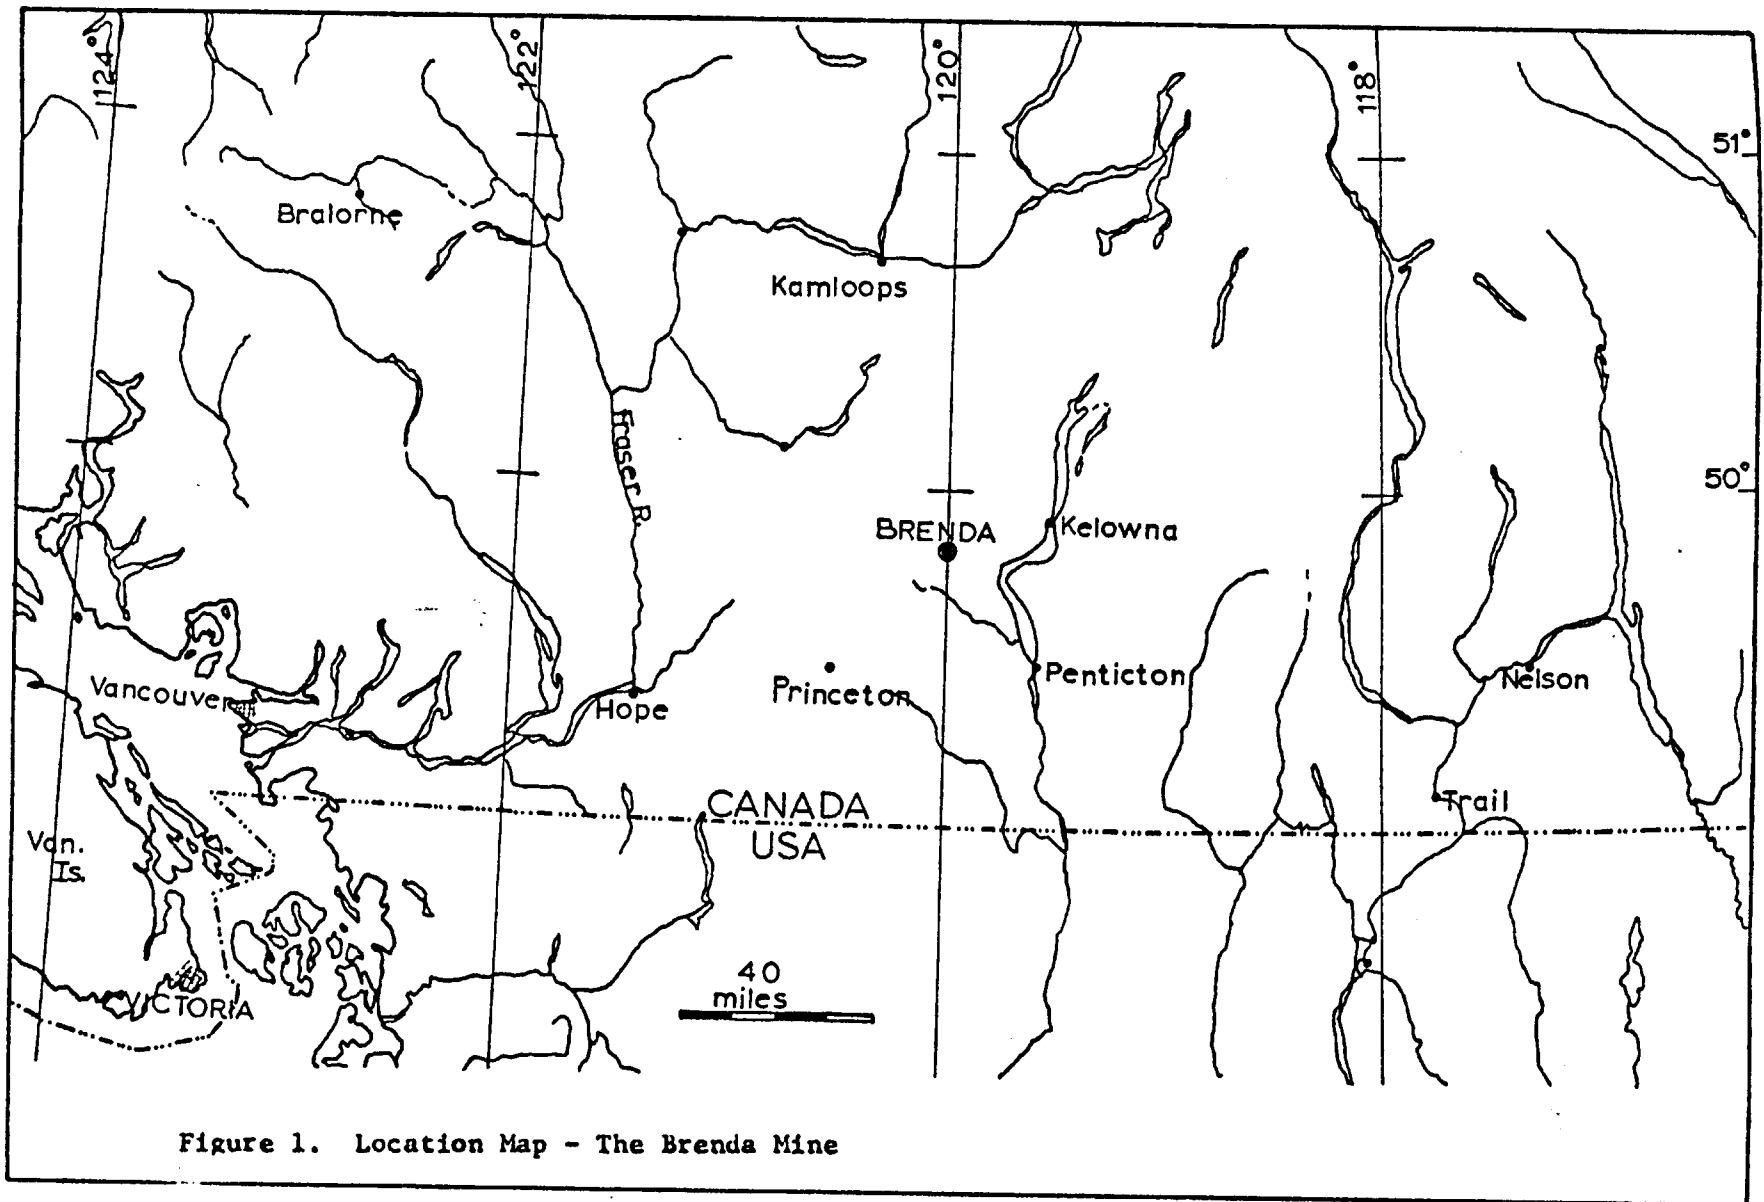 124°
122°
120°
118°
51°
Bralorne
Kamloops
Fraser R.
50°
BRENDA
Kelowna
Vancouver
Hope
Princeton
Penticton
Nelson
CANADA
USA
Trail
Van.
Is.
VICTORIA
40
miles
Figure 1. Location Map - The Brenda Mine